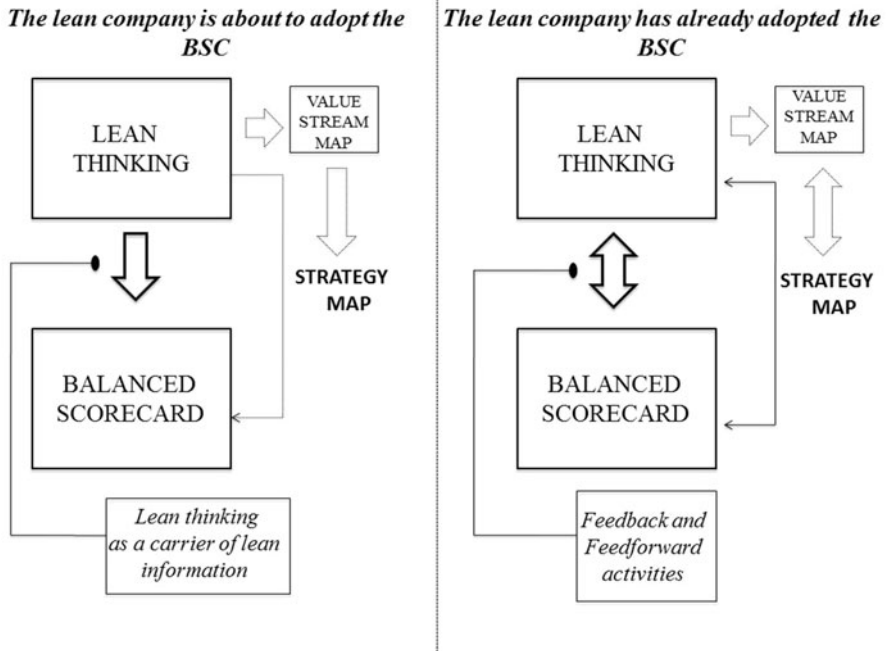 The lean company is about to adopt the
BSC
LEAN
THINKING
VALUE
STREAM
MAP
STRATEGY
MAP
BALANCED
SCORECARD
Lean thinking
as a carrier of lean
information
The lean company has already adopted the
BSC
LEAN
THINKING
VALUE
STREAM
MAP
STRATEGY
MAP
BALANCED
SCORECARD
Feedback and
Feedforward
activities